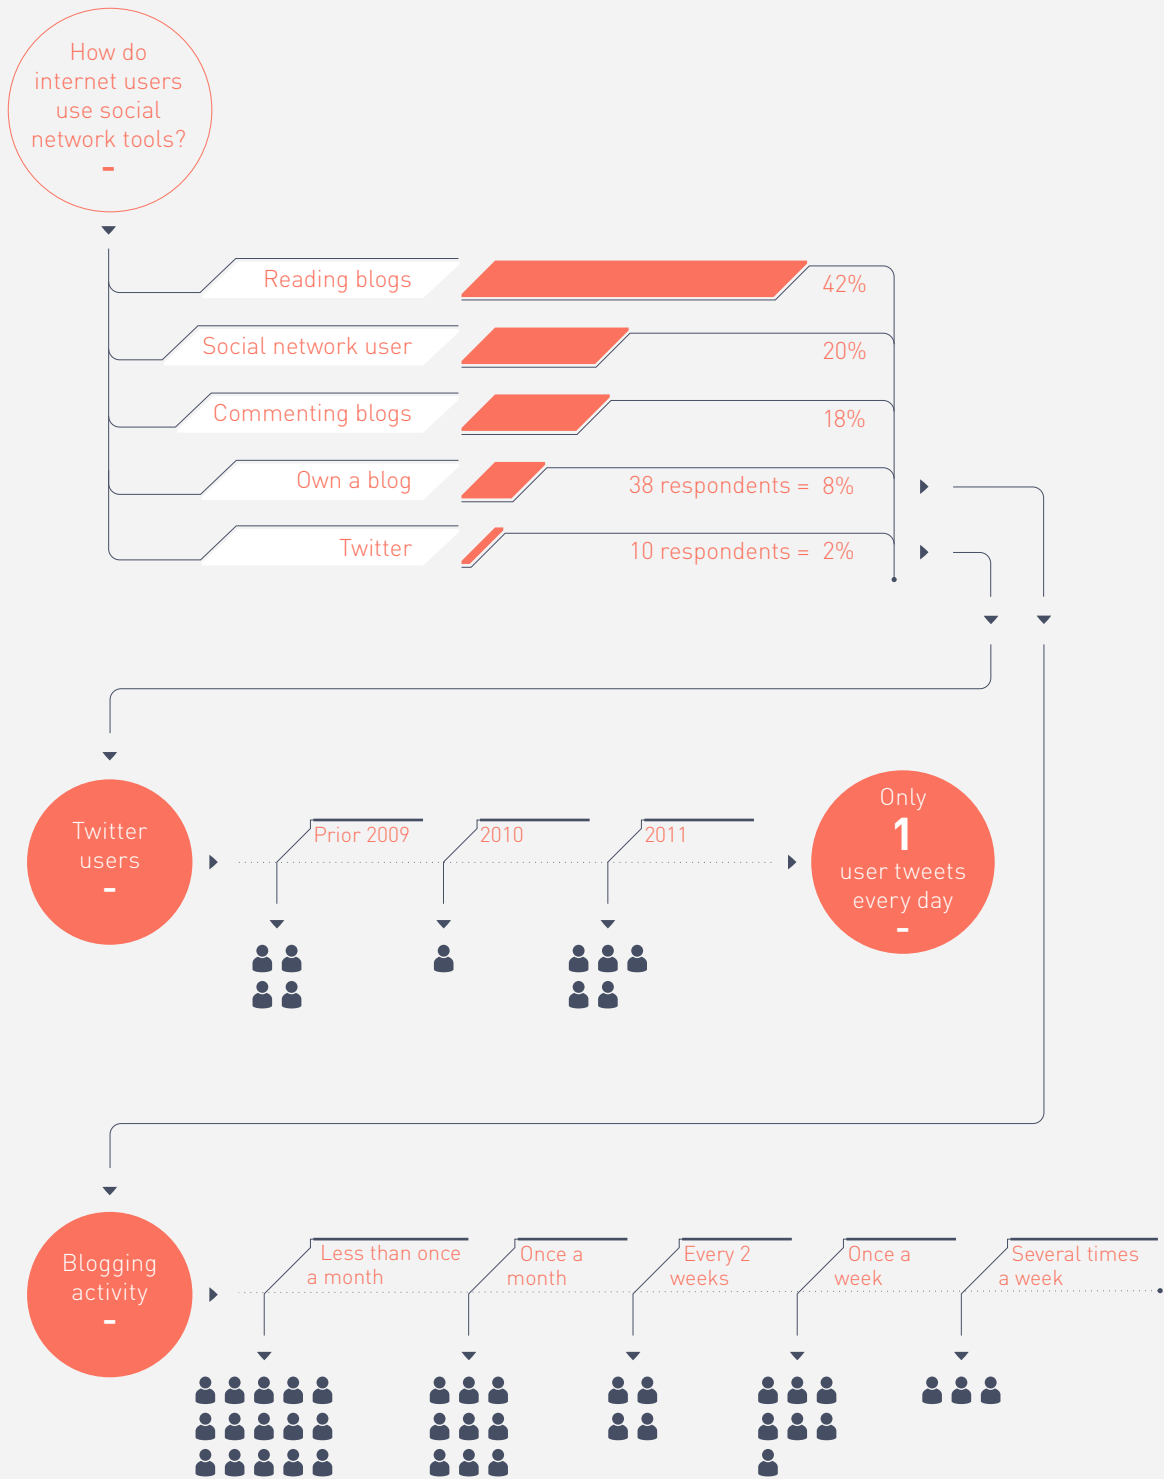 How do
internet users
use social
network tools?
-
Reading blogs
42%
Social network user
20%
Commenting blogs
18%
Own a blog
38 respondents = 8%
Twitter
10 respondents = 2%
Twitter
users
-
Prior 2009
2010
2011
Only
1
user tweets
every day
-
Blogging
activity
-
Less than once
a month
Once a
month
Every 2
weeks
Once a
week
Several times
a week